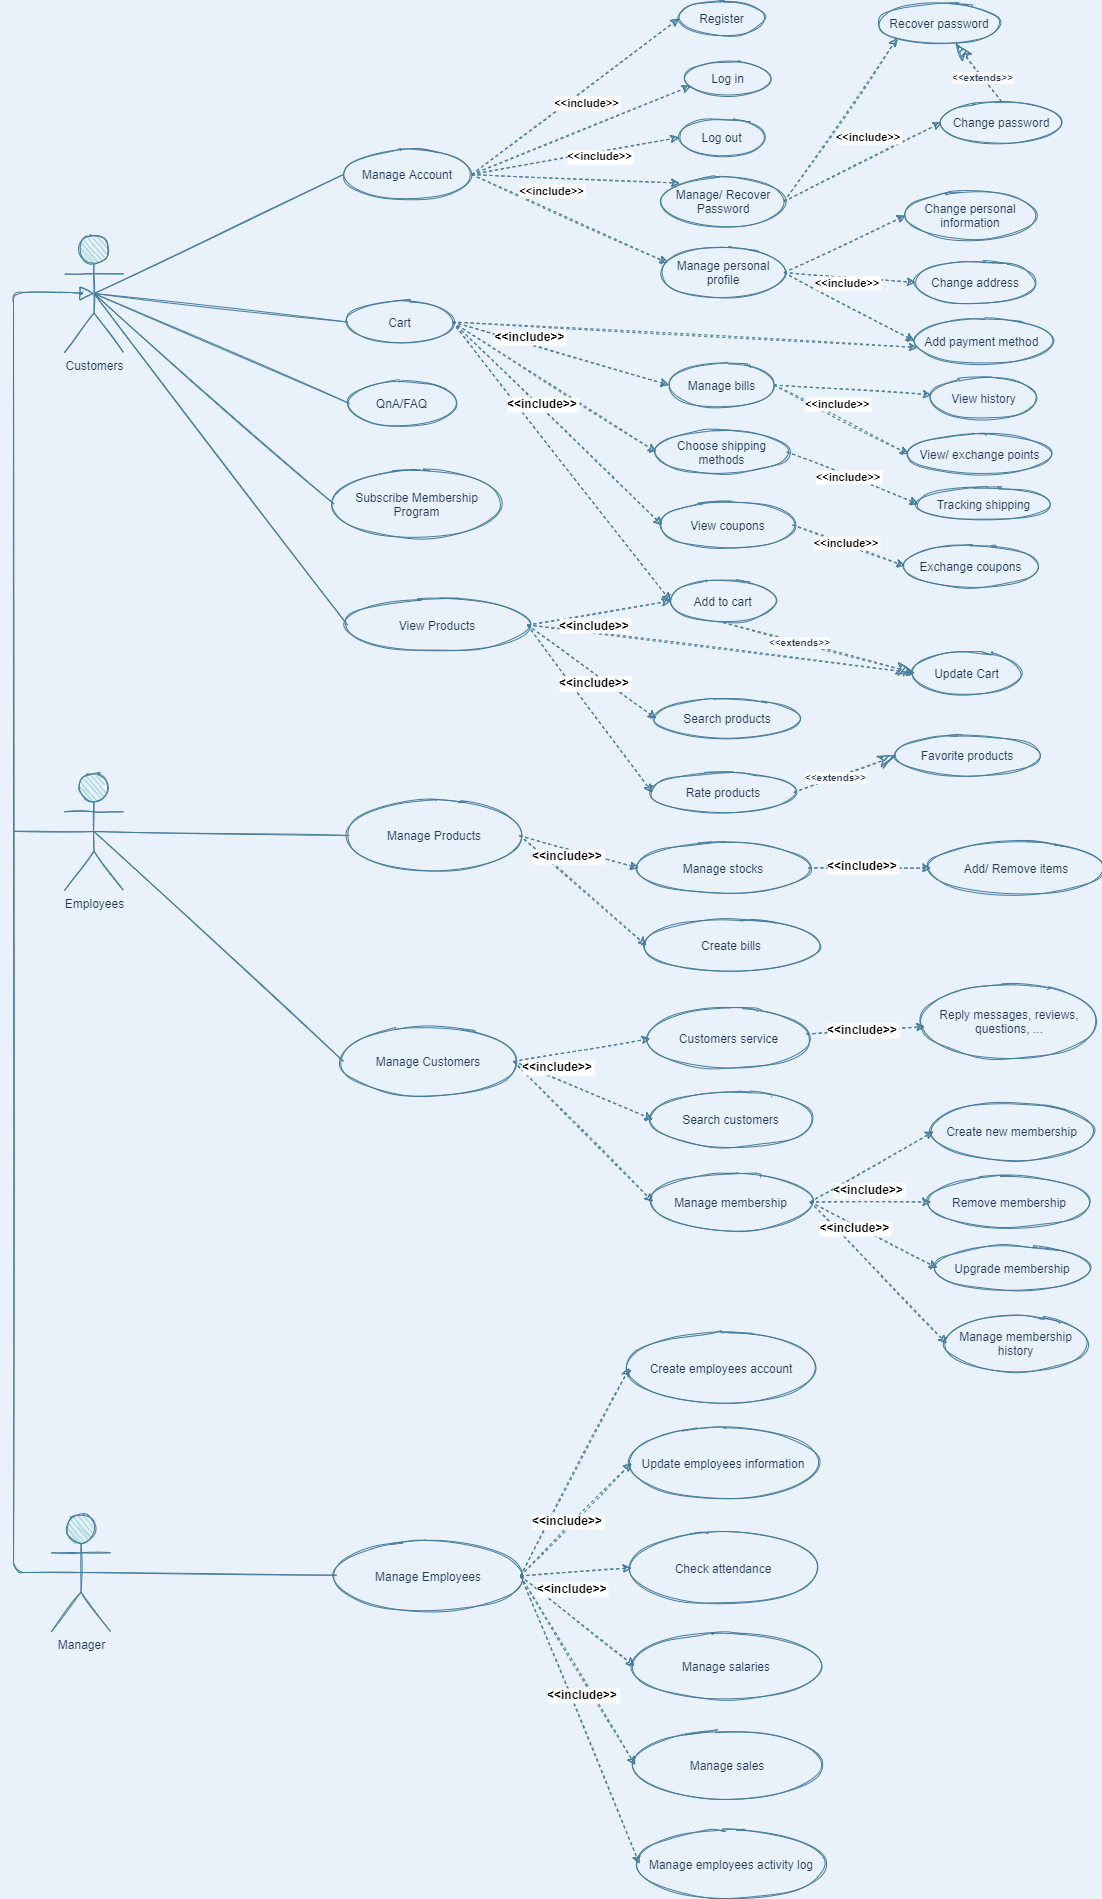 Register
Recover password
Log in
<<extends>>
<<include>>
Change password
Log out
<<include>>
<<include>>
Manage Account
<<include>>
Manage/ Recover
Password
Change personal
information
Manage personal
profile
Change address
<<include>>
Cart
<<include>>
Add payment method
Customers
Manage bills
View history
QnA/FAQ
<<include>>
<<include>>
Choose shipping
methods
View/ exchange points
<<include>>
Subscribe Membership
Program
Tracking shipping
View coupons
<<include>>
Exchange coupons
Add to cart
View Products
<<include>>
<<extends>>
Update Cart
<<include>>
Search products
Favorite products
<<extends>>
Rate products
Manage Products
<<include>>
Manage stocks
<<include>>
Add/ Remove items
Employees
Create bills
Reply messages, reviews,
questions, ...
<<include>>
Customers service
Manage Customers
<<include>>
Search customers
Create new membership
<<include>>
Manage membership
Remove membership
<<include>>
Upgrade membership
Manage membership
history
Create employees account
Update employees information
<<include>>
Check attendance
Manage Employees
<<include>>
Manager
Manage salaries
<<include>>
Manage sales
Manage employees activity log